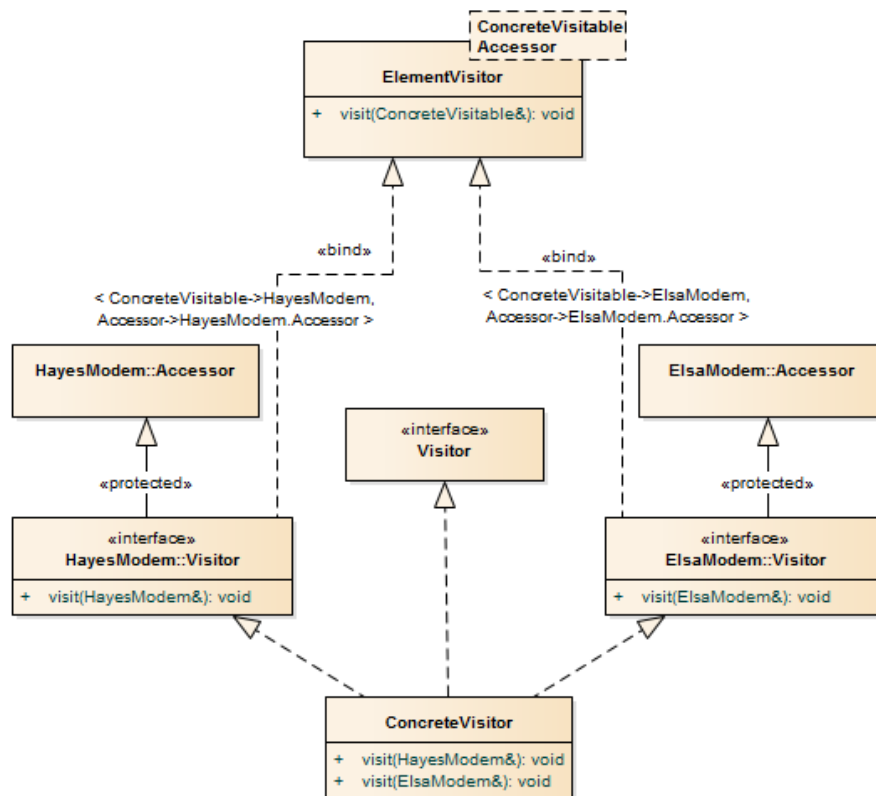 ConcreteVisitable
Accessor
ElementVisitor
+ visit(ConcreteVisitable&): void
«bind»
«bind»
< ConcreteVisitable->HayesModem,
Accessor->HayesModem.Accessor >
< ConcreteVisitable->ElsaModem,
Accessor->ElsaModem.Accessor >
HayesModem::Accessor
ElsaModem::Accessor
«interface»
Visitor
«protected»
«protected»
«interface»
HayesModem::Visitor
+ visit(HayesModem&): void
«interface»
ElsaModem::Visitor
+ visit(ElsaModem&): void
ConcreteVisitor
+ visit(HayesModem&): void
+ visit(ElsaModem&): void